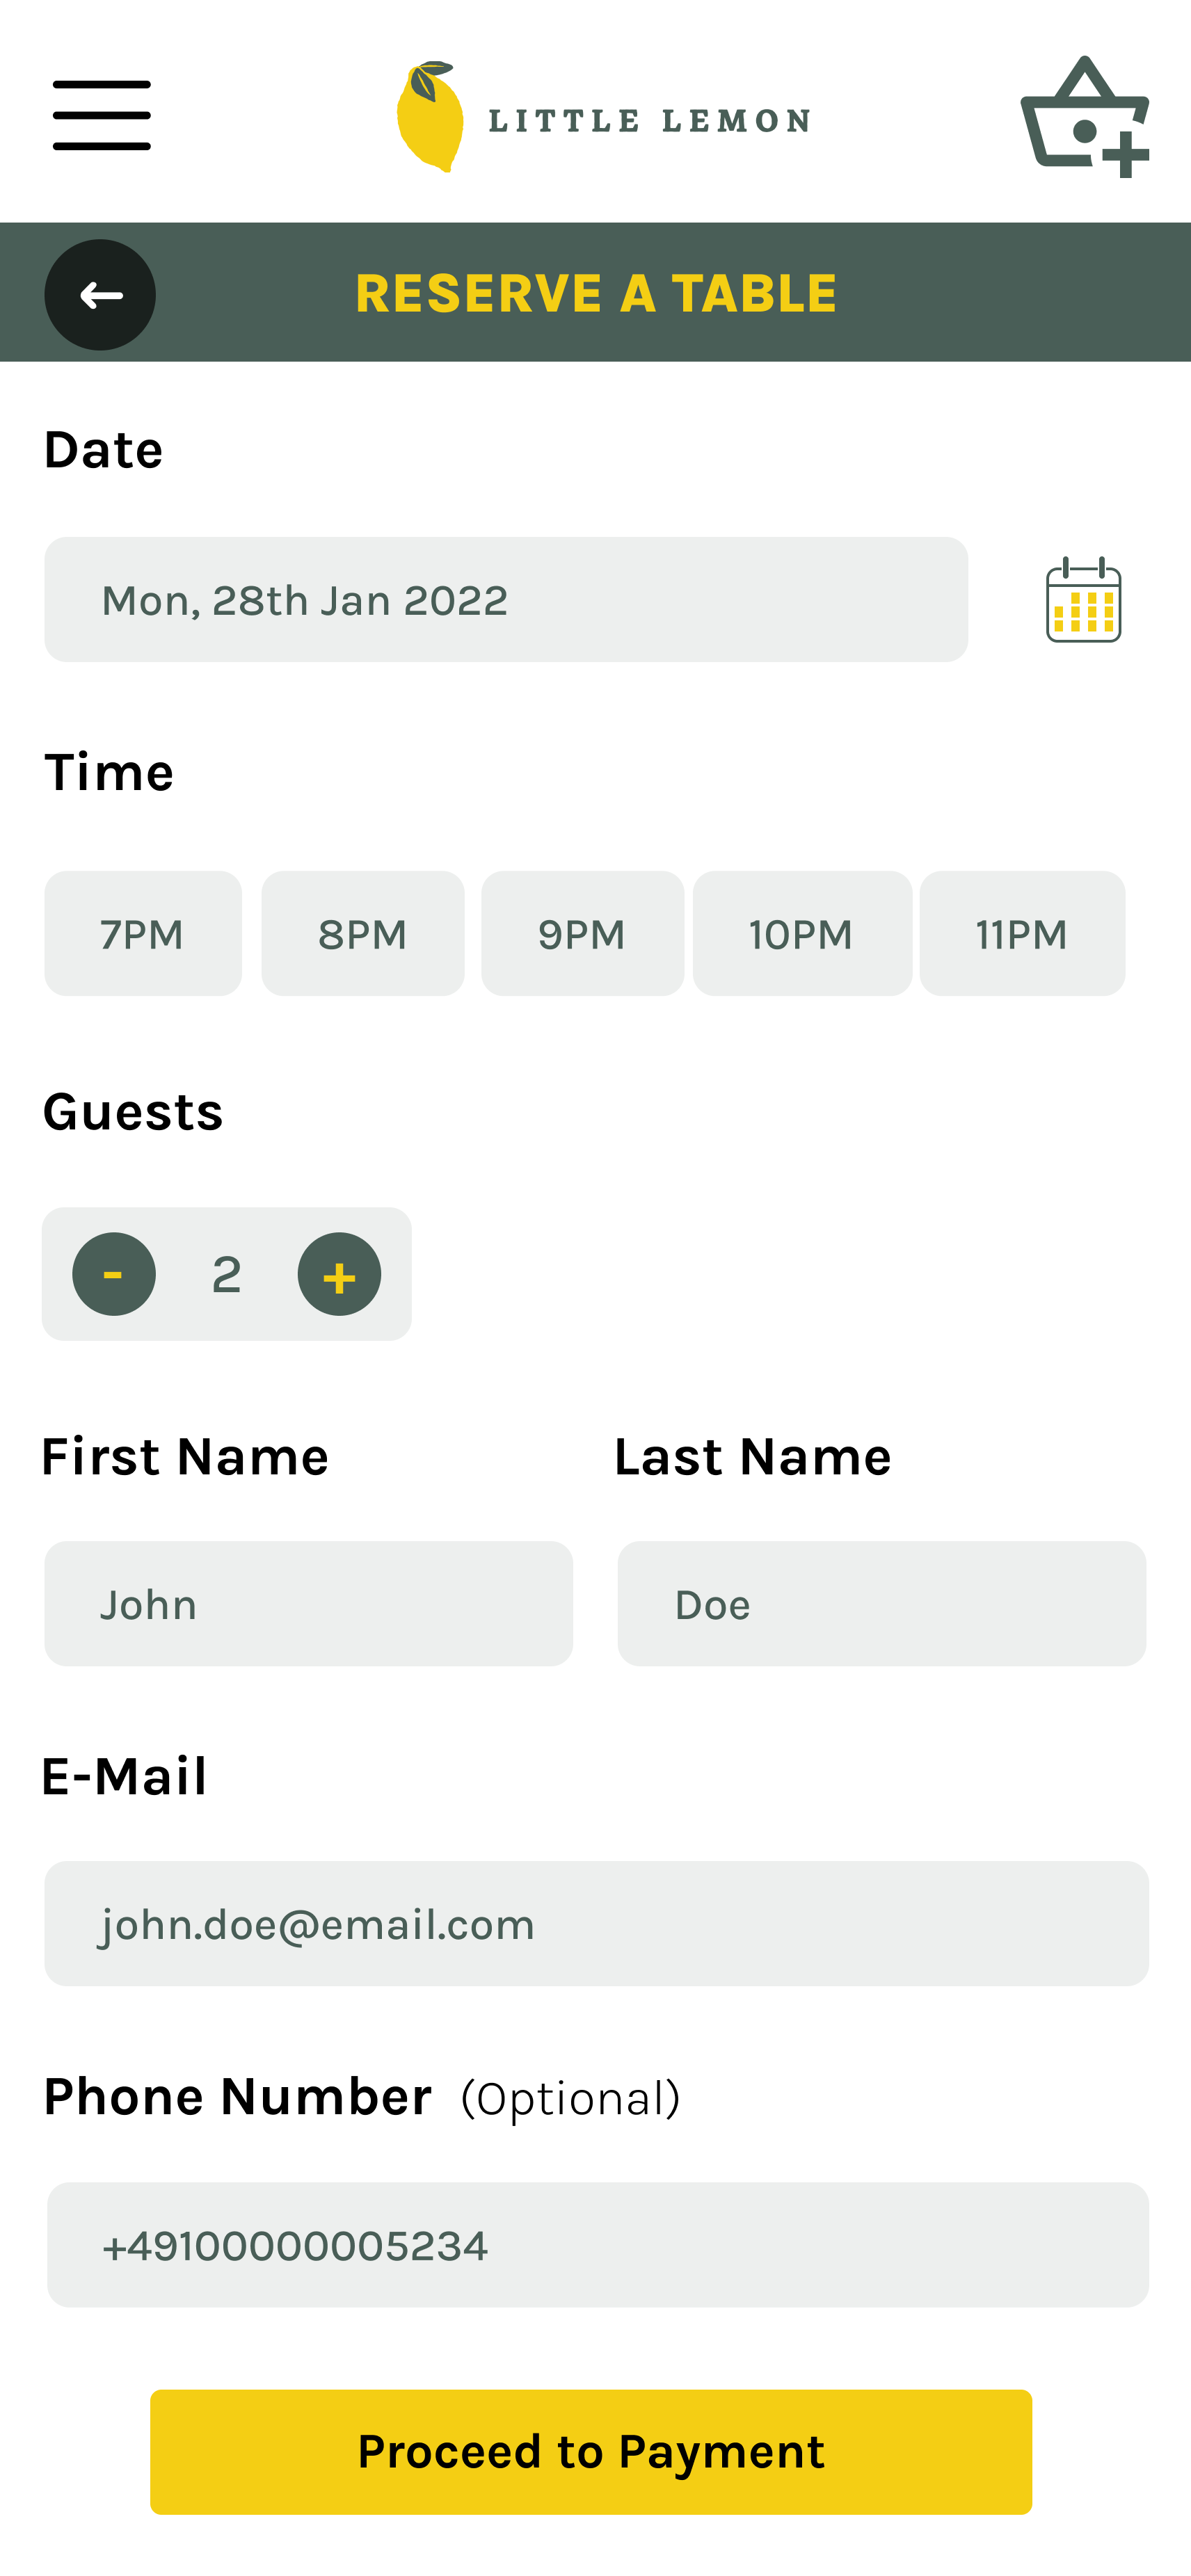 LITTLE LEMON
RESERVE A TABLE
Date
Mon, 28th Jan 2022
Time
7PM 8PM 9PM 10PM 11PM
Guests
- 2 +
First Name Last Name
John Doe
E-Mail
john.doe@email.com
Phone Number (Optional)
+49100000005234
Proceed to Payment